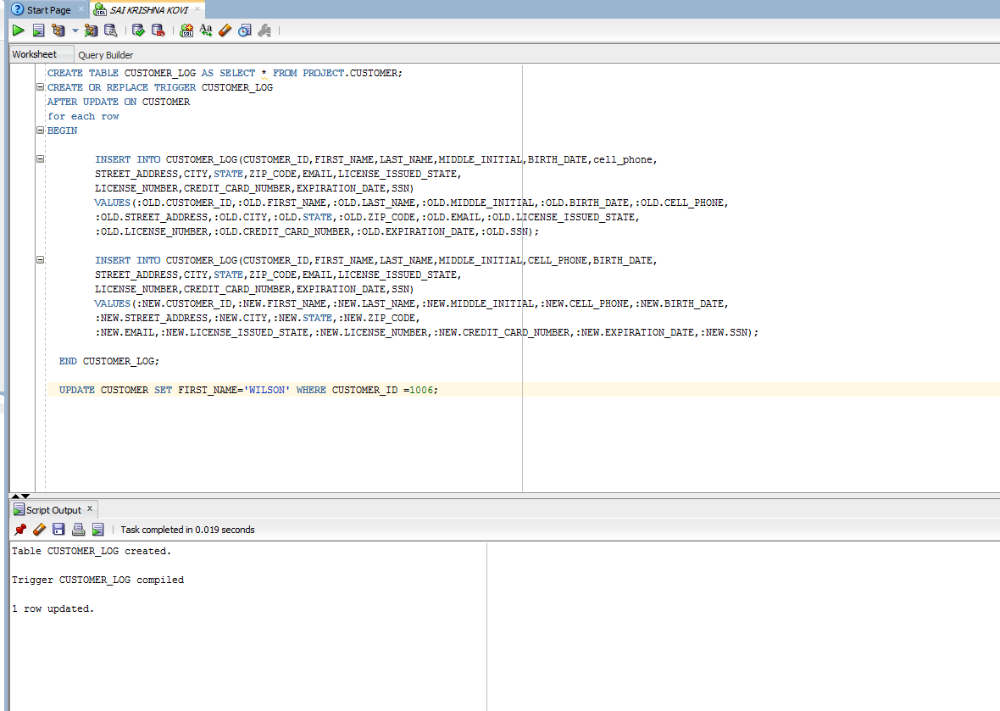 Start Page
SAI KRISHNA KOVI
Worksheet
Query Builder
CREATE TABLE CUSTOMER_LOG AS SELECT * FROM PROJECT.CUSTOMER;
CREATE OR REPLACE TRIGGER CUSTOMER_LOG
AFTER UPDATE ON CUSTOMER
for each row
BEGIN
INSERT INTO CUSTOMER_LOG(CUSTOMER_ID,FIRST_NAME,LAST_NAME,MIDDLE_INITIAL,BIRTH_DATE,cell_phone,
STREET_ADDRESS,CITY,STATE,ZIP_CODE,EMAIL,LICENSE_ISSUED_STATE,
LICENSE_NUMBER,CREDIT_CARD_NUMBER,EXPIRATION_DATE,SSN)
VALUES(:OLD.CUSTOMER_ID,:OLD.FIRST_NAME,:OLD.LAST_NAME,:OLD.MIDDLE_INITIAL,:OLD.BIRTH_DATE,:OLD.CELL_PHONE,
:OLD.STREET_ADDRESS,:OLD.CITY,:OLD.STATE,:OLD.ZIP_CODE,:OLD.EMAIL,:OLD.LICENSE_ISSUED_STATE,
:OLD.LICENSE_NUMBER,:OLD.CREDIT_CARD_NUMBER,:OLD.EXPIRATION_DATE,:OLD.SSN);
INSERT INTO CUSTOMER_LOG(CUSTOMER_ID,FIRST_NAME,LAST_NAME,MIDDLE_INITIAL,CELL_PHONE,BIRTH_DATE,
STREET_ADDRESS,CITY,STATE,ZIP_CODE,EMAIL,LICENSE_ISSUED_STATE,
LICENSE_NUMBER,CREDIT_CARD_NUMBER,EXPIRATION_DATE,SSN)
VALUES(:NEW.CUSTOMER_ID,:NEW.FIRST_NAME,:NEW.LAST_NAME,:NEW.MIDDLE_INITIAL,:NEW.CELL_PHONE,:NEW.BIRTH_DATE,
:NEW.STREET_ADDRESS,:NEW.CITY,:NEW.STATE,:NEW.ZIP_CODE,
:NEW.EMAIL,:NEW.LICENSE_ISSUED_STATE,:NEW.LICENSE_NUMBER,:NEW.CREDIT_CARD_NUMBER,:NEW.EXPIRATION_DATE,:NEW.SSN);
END CUSTOMER_LOG;
UPDATE CUSTOMER SET FIRST_NAME='WILSON' WHERE CUSTOMER_ID =1006;
Script Output
Task completed in 0.019 seconds
Table CUSTOMER_LOG created.
Trigger CUSTOMER_LOG compiled
1 row updated.